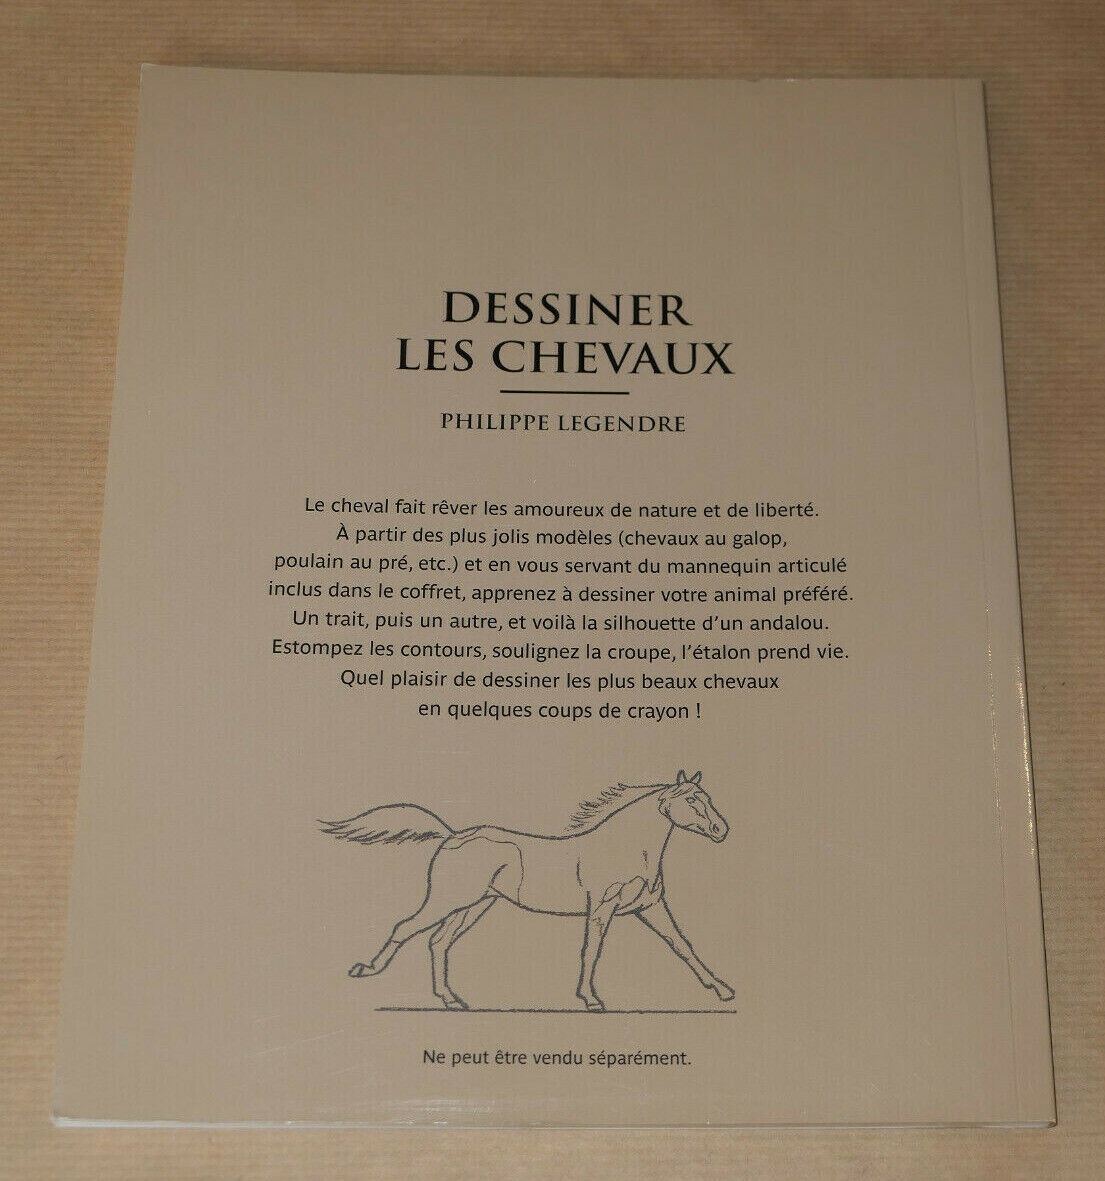 DESSINER
LES CHEVAUX
PHILIPPE LEGENDRE
Le cheval fait rêver les amoureux de nature et de liberté.
À partir des plus jolis modèles (chevaux au galop,
poulain au pré, etc.) et en vous servant du mannequin articulé
inclus dans le coffret, apprenez à dessiner votre animal préféré.
Un trait, puis un autre, et voilà la silhouette d'un andalou.
Estompez les contours, soulignez la croupe, l'étalon prend vie.
Quel plaisir de dessiner les plus beaux chevaux
en quelques coups de crayon !
Ne peut être vendu séparément.